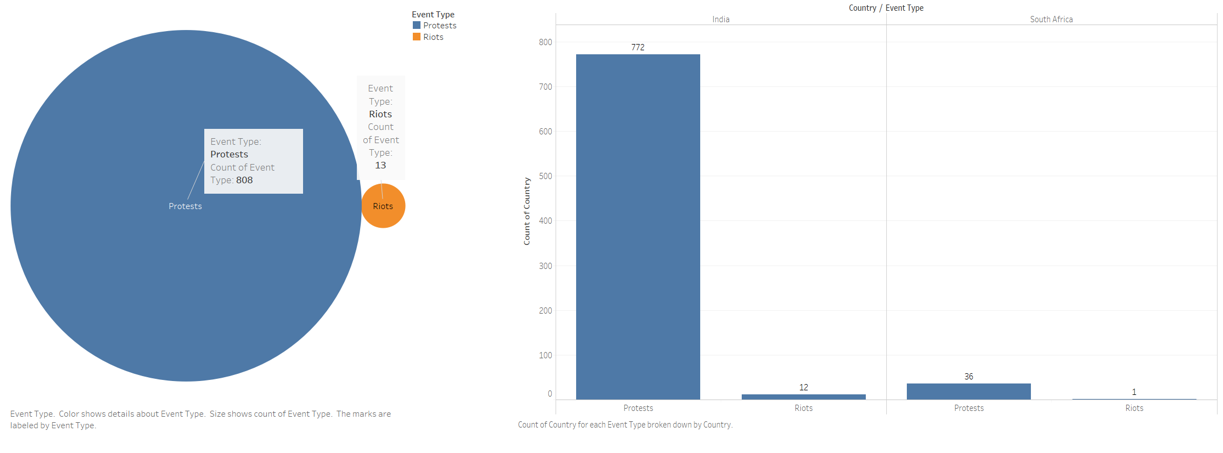 Event Type
Protests
Riots
Event
Type:
Riots
Count
of Event
Type:
13
Event Type:
Protests
Count of Event
Type: 808
Protests
Riots
Event Type.  Color shows details about Event Type.  Size shows count of Event Type.  The marks are
labeled by Event Type.
Country / Event Type
India
South Africa
Count of Country
800
700
600
500
400
300
200
100
0
772
12
36
1
Protests
Riots
Protests
Riots
Count of Country for each Event Type broken down by Country.